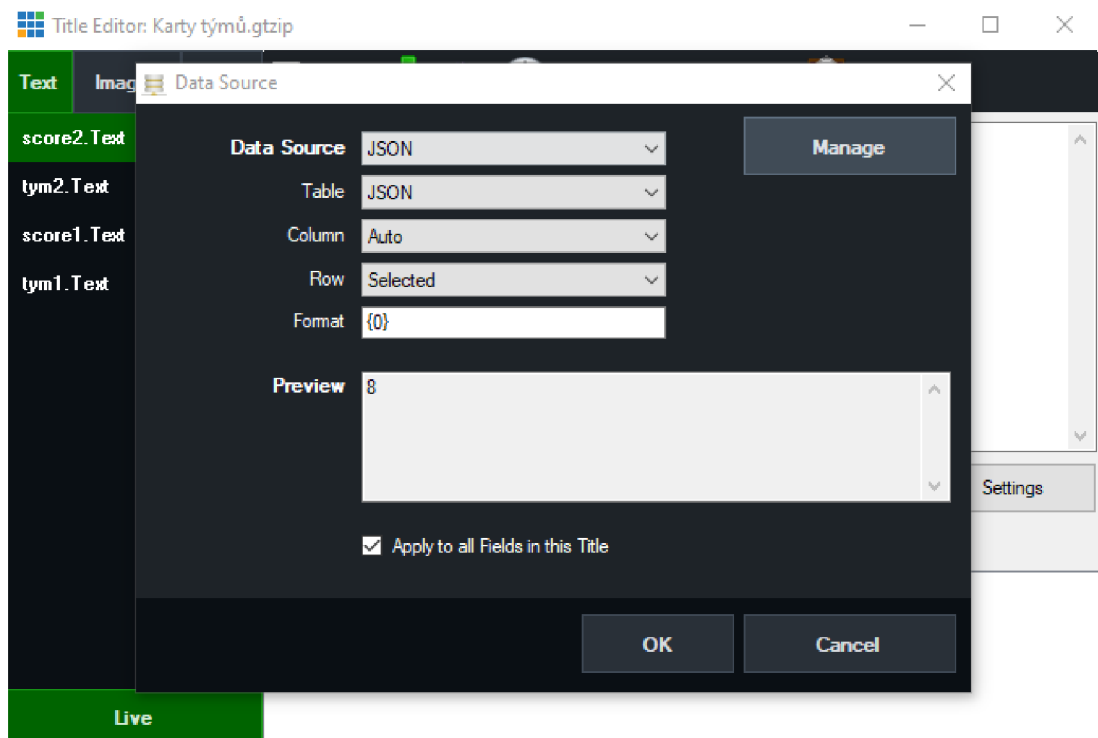 Title Editor: Karty týmů.gtzip
Text Imag
Data Source
score2.Text
tym2.Text
score1.Text
tym1.Text
Data Source JSON
Manage
Table JSON
Column Auto
Row Selected
Format {0}
Preview 8
Settings
Apply to all Fields in this Title
OK Cancel
Live